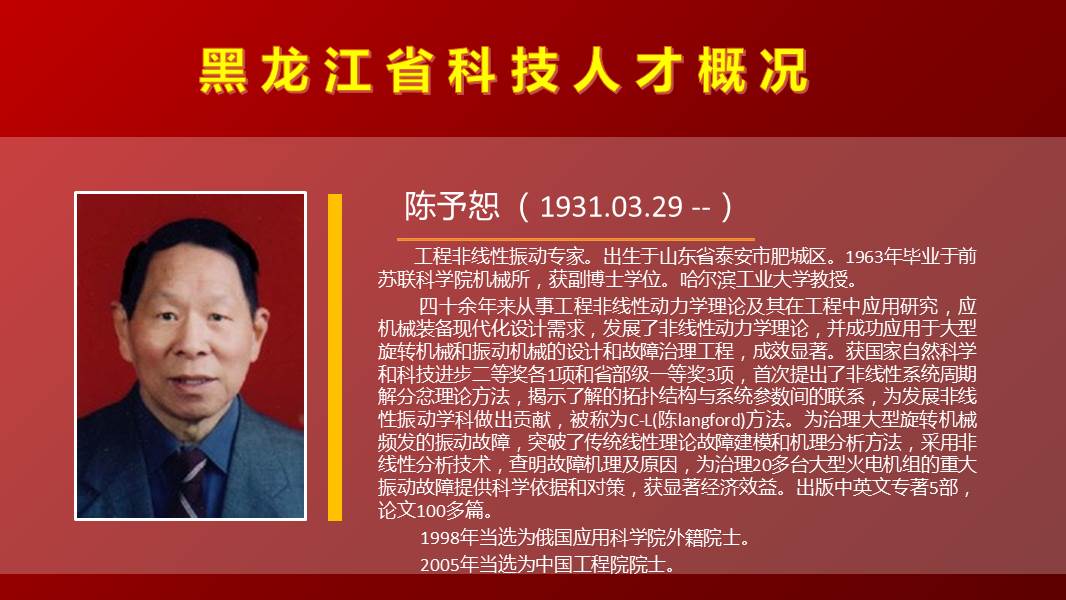 黑龙江省科技人才概况
陈予恕（1931.03.29 -- ）
工程非线性振动专家。出生于山东省泰安市肥城区。1963年毕业于前
苏联科学院机械所，获副博士学位。哈尔滨工业大学教授。
四十余年来从事工程非线性动力学理论及其在工程中应用研究，应
机械装备现代化设计需求，发展了非线性动力学理论，并成功应用于大型
旋转机械和振动机械的设计和故障治理工程，成效显著。获国家自然科学
和科技进步二等奖各1项和省部级一等奖3项，首次提出了非线性系统周期
解分忿理论方法，揭示了解的拓扑结构与系统参数间的联系，为发展非线
性振动学科做出贡献，被称为C-L(陈langford)方法。为治理大型旋转机械
频发的振动故障，突破了传统线性理论故障建模和机理分析方法，采用非
线性分析技术，查明故障机理及原因，为治理20多台大型火电机组的重大
振动故障提供科学依据和对策，获显著经济效益。出版中英文专著5部，
论文100多篇。
1998年当选为俄国应用科学院外籍院士。
2005年当选为中国工程院院士。